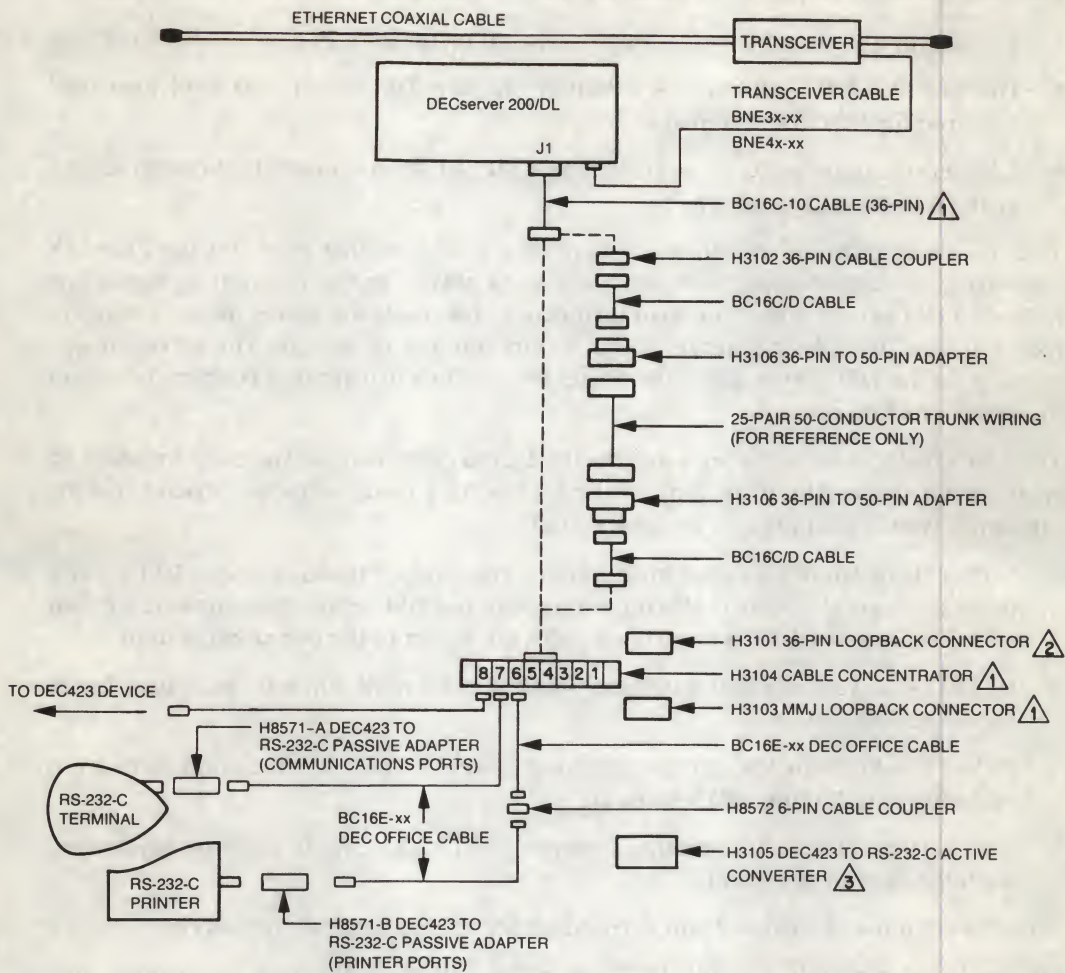 ETHERNET COAXIAL CABLE
TRANSCEIVER
DECserver 200/DL
J1
TRANSCEIVER CABLE
BNE3x-xx
BNE4x-xx
BC16C-10 CABLE (36-PIN) 1
H3102 36-PIN CABLE COUPLER
BC16C/D CABLE
H3106 36-PIN TO 50-PIN ADAPTER
25-PAIR 50-CONDUCTOR TRUNK WIRING
(FOR REFERENCE ONLY)
H3106 36-PIN TO 50-PIN ADAPTER
BC16C/D CABLE
H3101 36-PIN LOOPBACK CONNECTOR 2
8 7 6 5 4 3 2 1
H3104 CABLE CONCENTRATOR 1
TO DEC423 DEVICE
H3103 MMJ LOOPBACK CONNECTOR 1
H8571-A DEC423 TO
RS-232-C PASSIVE ADAPTER
(COMMUNICATIONS PORTS)
BC16E-xx DEC OFFICE CABLE
RS-232-C
TERMINAL
BC16E-xx
DEC OFFICE CABLE
H8572 6-PIN CABLE COUPLER
H3105 DEC423 TO RS-232-C ACTIVE
CONVERTER 3
RS-232-C
PRINTER
H8571-B DEC423 TO
RS-232-C PASSIVE ADAPTER
(PRINTER PORTS)